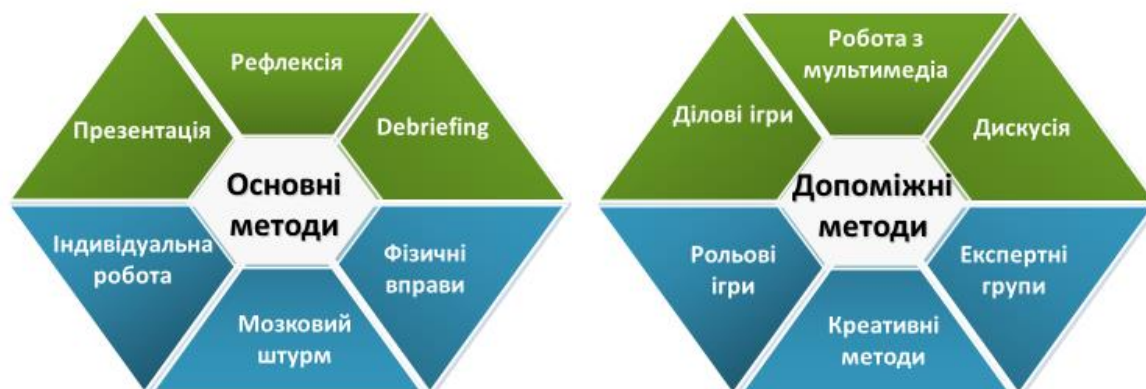 Рефлексія
Презентація
Debriefing
Основні
методи
Індивідуальна
робота
Фізичні
вправи
Мозковий
штурм
Робота з
мультимедіа
Ділові ігри
Дискусія
Допоміжні
методи
Рольові
ігри
Експертні
групи
Креативні
методи